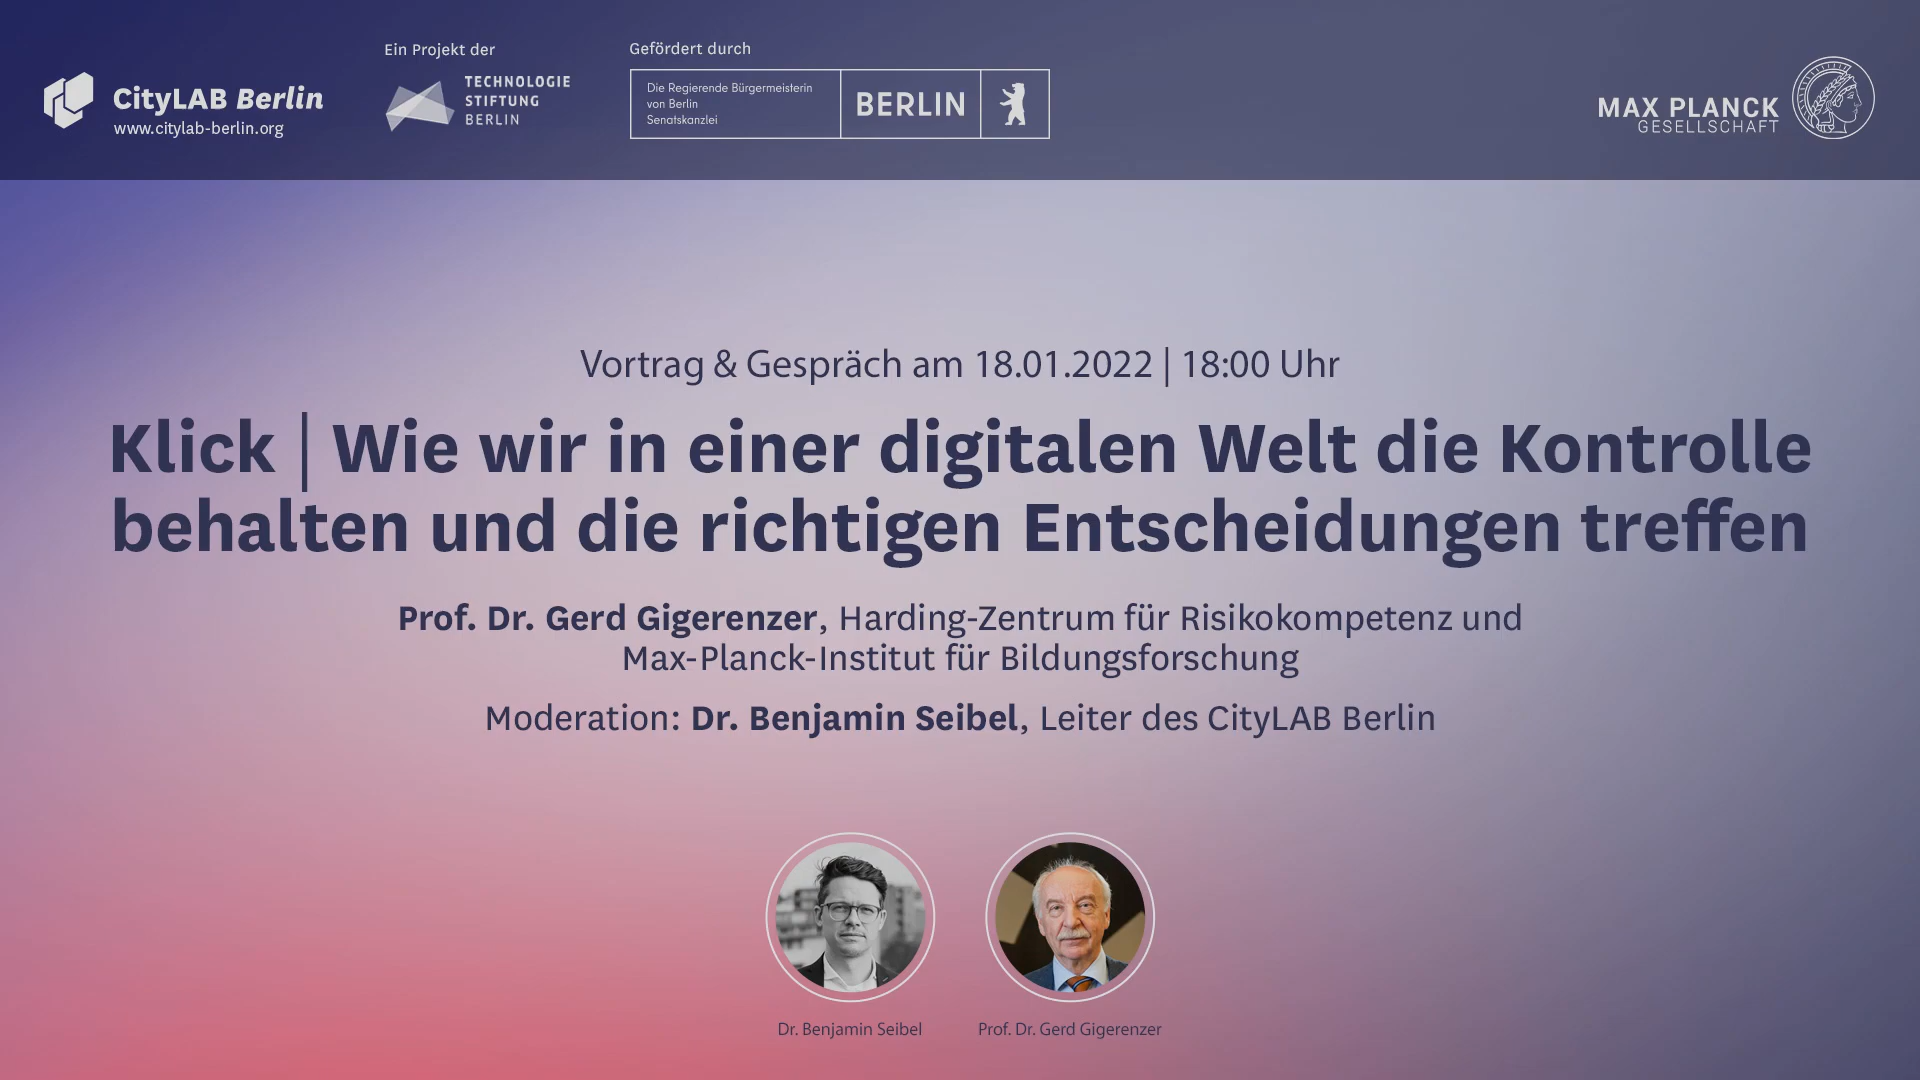 CityLAB Berlin
www.citylab-berlin.org
Ein Projekt der
TECHNOLOGIE
STIFTUNG
BERLIN
Gefördert durch
Die Regierende Bürgermeisterin
von Berlin
Senatskanzlei
BERLIN
MAX PLANCK
GESELLSCHAFT
Vortrag & Gespräch am 18.01.2022 | 18:00 Uhr
Klick | Wie wir in einer digitalen Welt die Kontrolle
behalten und die richtigen Entscheidungen treffen
Prof. Dr. Gerd Gigerenzer, Harding-Zentrum für Risikokompetenz und
Max-Planck-Institut für Bildungsforschung
Moderation: Dr. Benjamin Seibel, Leiter des CityLAB Berlin
Dr. Benjamin Seibel
Prof. Dr. Gerd Gigerenzer